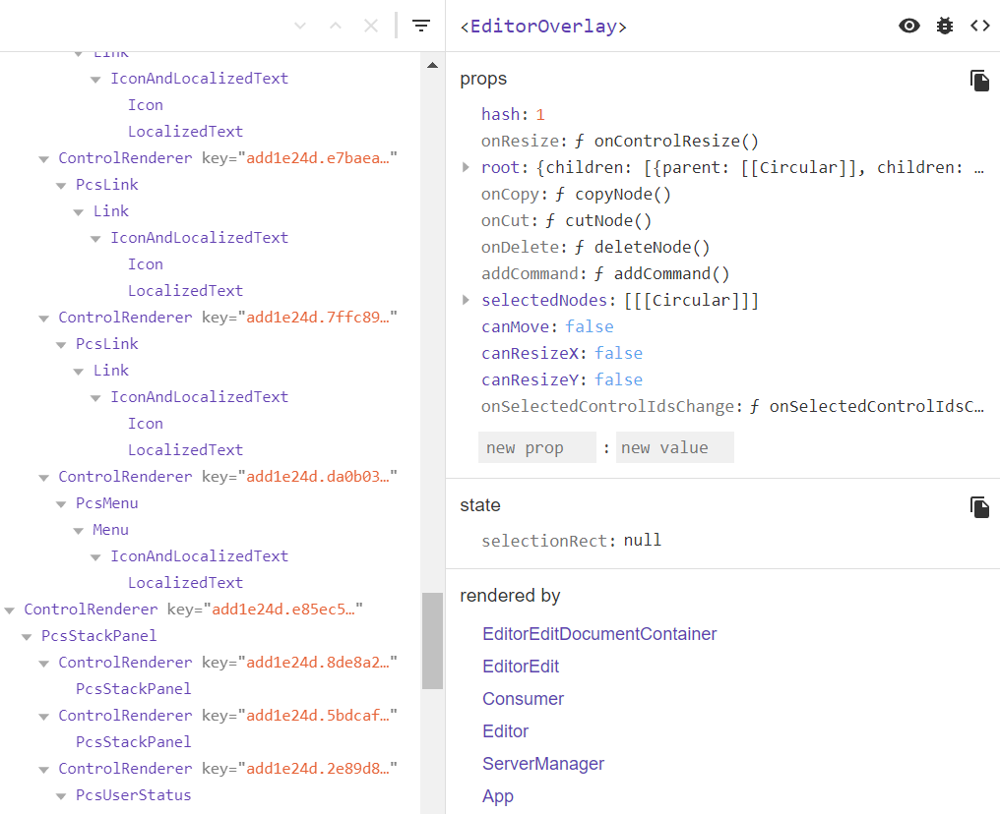 Link
IconAndLocalizedText
Icon
LocalizedText
ControlRenderer key="add1e24d.e7baea…"
PcsLink
Link
IconAndLocalizedText
Icon
LocalizedText
ControlRenderer key="add1e24d.7ffc89…"
PcsLink
Link
IconAndLocalizedText
Icon
LocalizedText
ControlRenderer key="add1e24d.da0b03…"
PcsMenu
Menu
IconAndLocalizedText
LocalizedText
ControlRenderer key="add1e24d.e85ec5…"
PcsStackPanel
ControlRenderer key="add1e24d.8de8a2…"
PcsStackPanel
ControlRenderer key="add1e24d.5bdcaf…"
PcsStackPanel
ControlRenderer key="add1e24d.2e89d8…"
PcsUserStatus
<EditorOverlay>
props
hash: 1
onResize: ƒ onControlResize()
root: {children: [{parent: [[Circular]], children: …
onCopy: ƒ copyNode()
onCut: ƒ cutNode()
onDelete: ƒ deleteNode()
addCommand: ƒ addCommand()
selectedNodes: [[[Circular]]]
canMove: false
canResizeX: false
canResizeY: false
onSelectedControlIdsChange: ƒ onSelectedControlIdsC…
new prop : new value
state
selectionRect: null
rendered by
EditorEditDocumentContainer
EditorEdit
Consumer
Editor
ServerManager
App